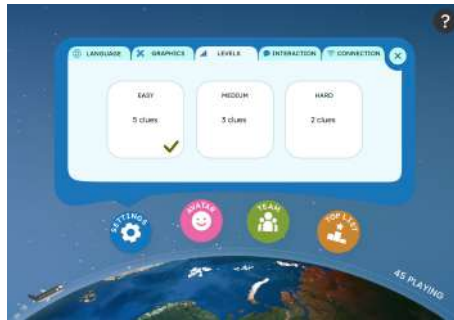 ?
LANGUAGE GRAPHICS LEVELS INTERACTION CONNECTION X
EASY
5 clues
MEDIUM
3 clues
HARD
2 clues
SETTINGS
AVATAR
TEAM
TOP LIST
45 PLAYING